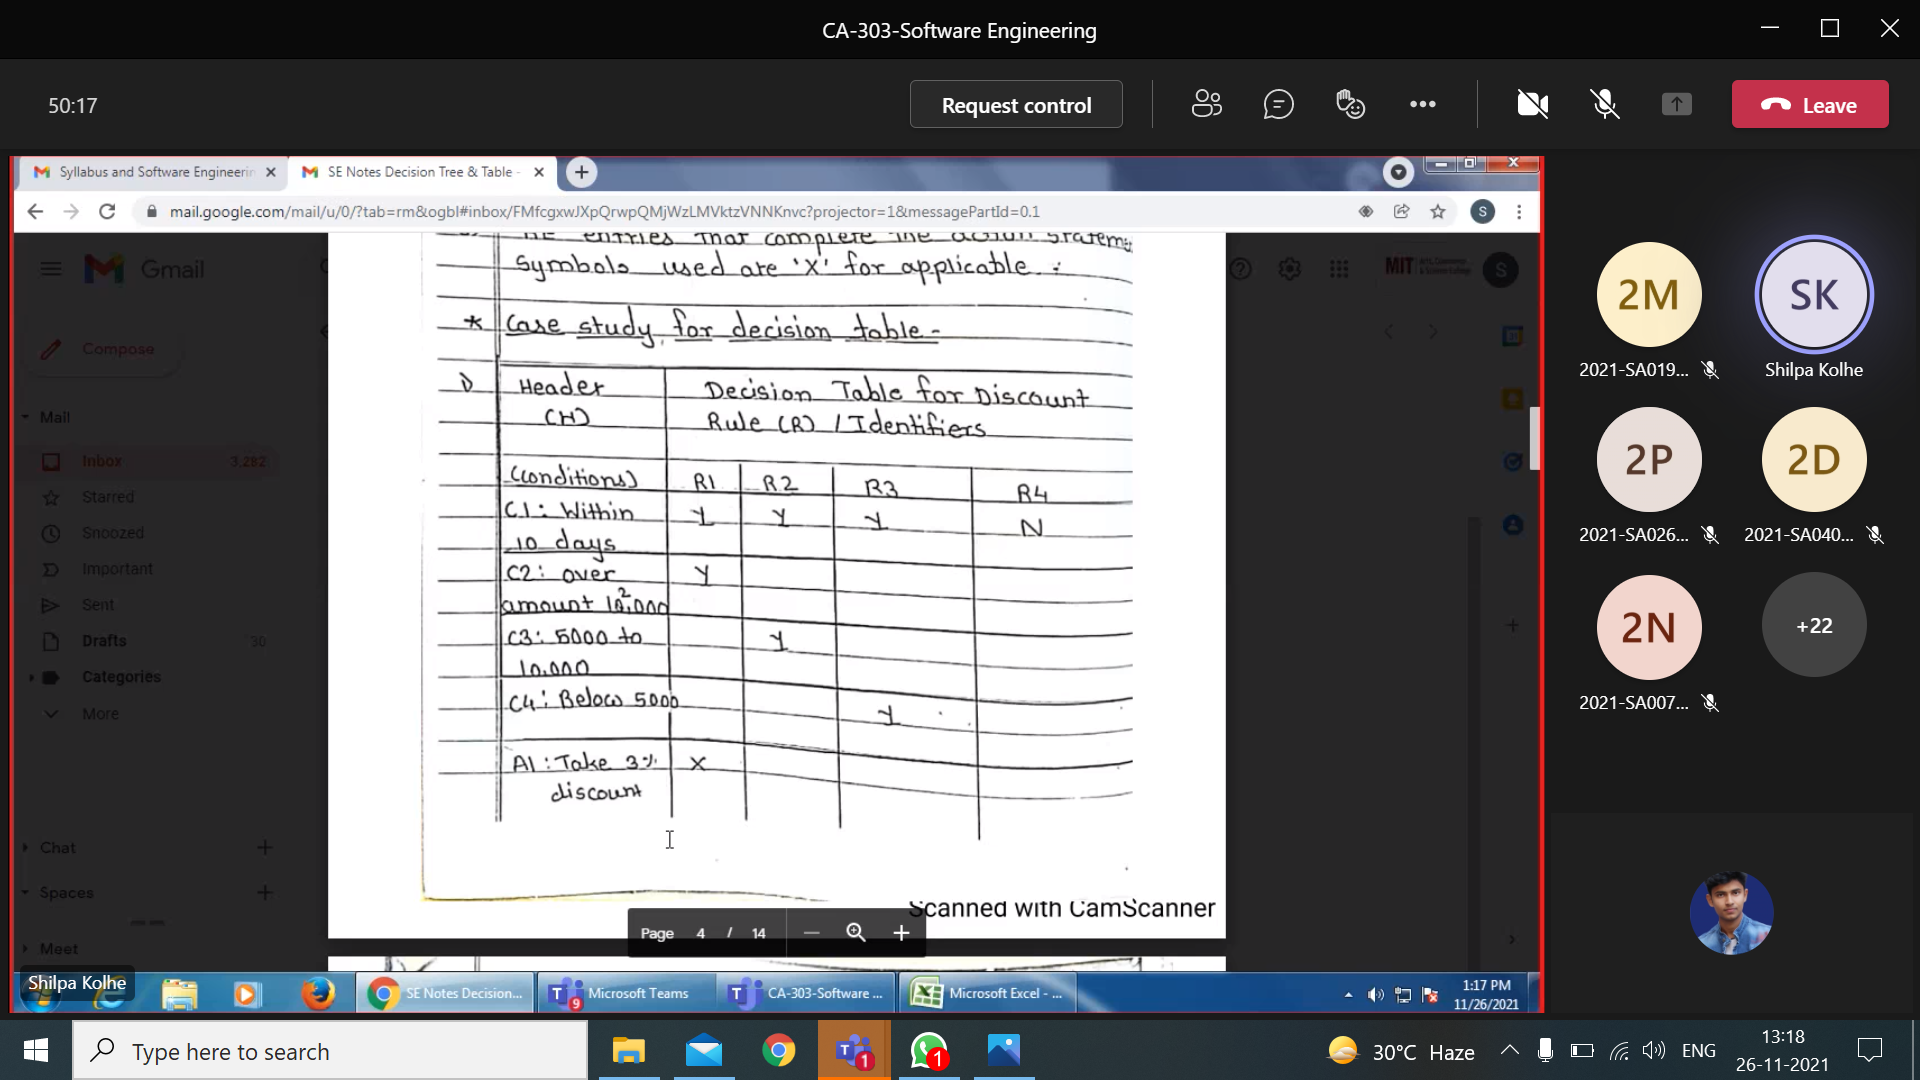 CA-303-Software Engineering
50:17
Request control
Leave
Syllabus and Software Engineerin
SE Notes Decision Tree & Table -
mail.google.com/mail/u/0/?tab=rm&ogbl#inbox/FMfcgxwJXpQrwpQMjWzLMVktzVNNKnvc?projector=1&messagePartId=0.1
S
Gmail
MIT
S
Compose
Mail
Inbox 3,282
Starred
Snoozed
Important
Sent
Drafts 30
Categories
More
Chat
Spaces
Meet
entries that complete the action statem
symbols used are 'X' for applicable.
* Case study for decision table-
1) Header Decision Table for Discount
(H) Rule (R) / Identifiers
(Conditions) R1 R2 R3 R4
C1: Within Y Y Y N
10 days
C2: over Y
amount 10,000
C3: 5000 to Y
10,000
C4: Below 5000 Y
A1: Take 3% X
discount
Scanned with CamScanner
Page 4 / 14
Shilpa Kolhe
SE Notes Decision...
9 Microsoft Teams
CA-303-Software ...
Microsoft Excel - ...
1:17 PM
11/26/2021
2M
2021-SA019...
SK
Shilpa Kolhe
2P
2021-SA026...
2D
2021-SA040...
2N
2021-SA007...
+22
Type here to search
1
1
30°C Haze
ENG
13:18
26-11-2021